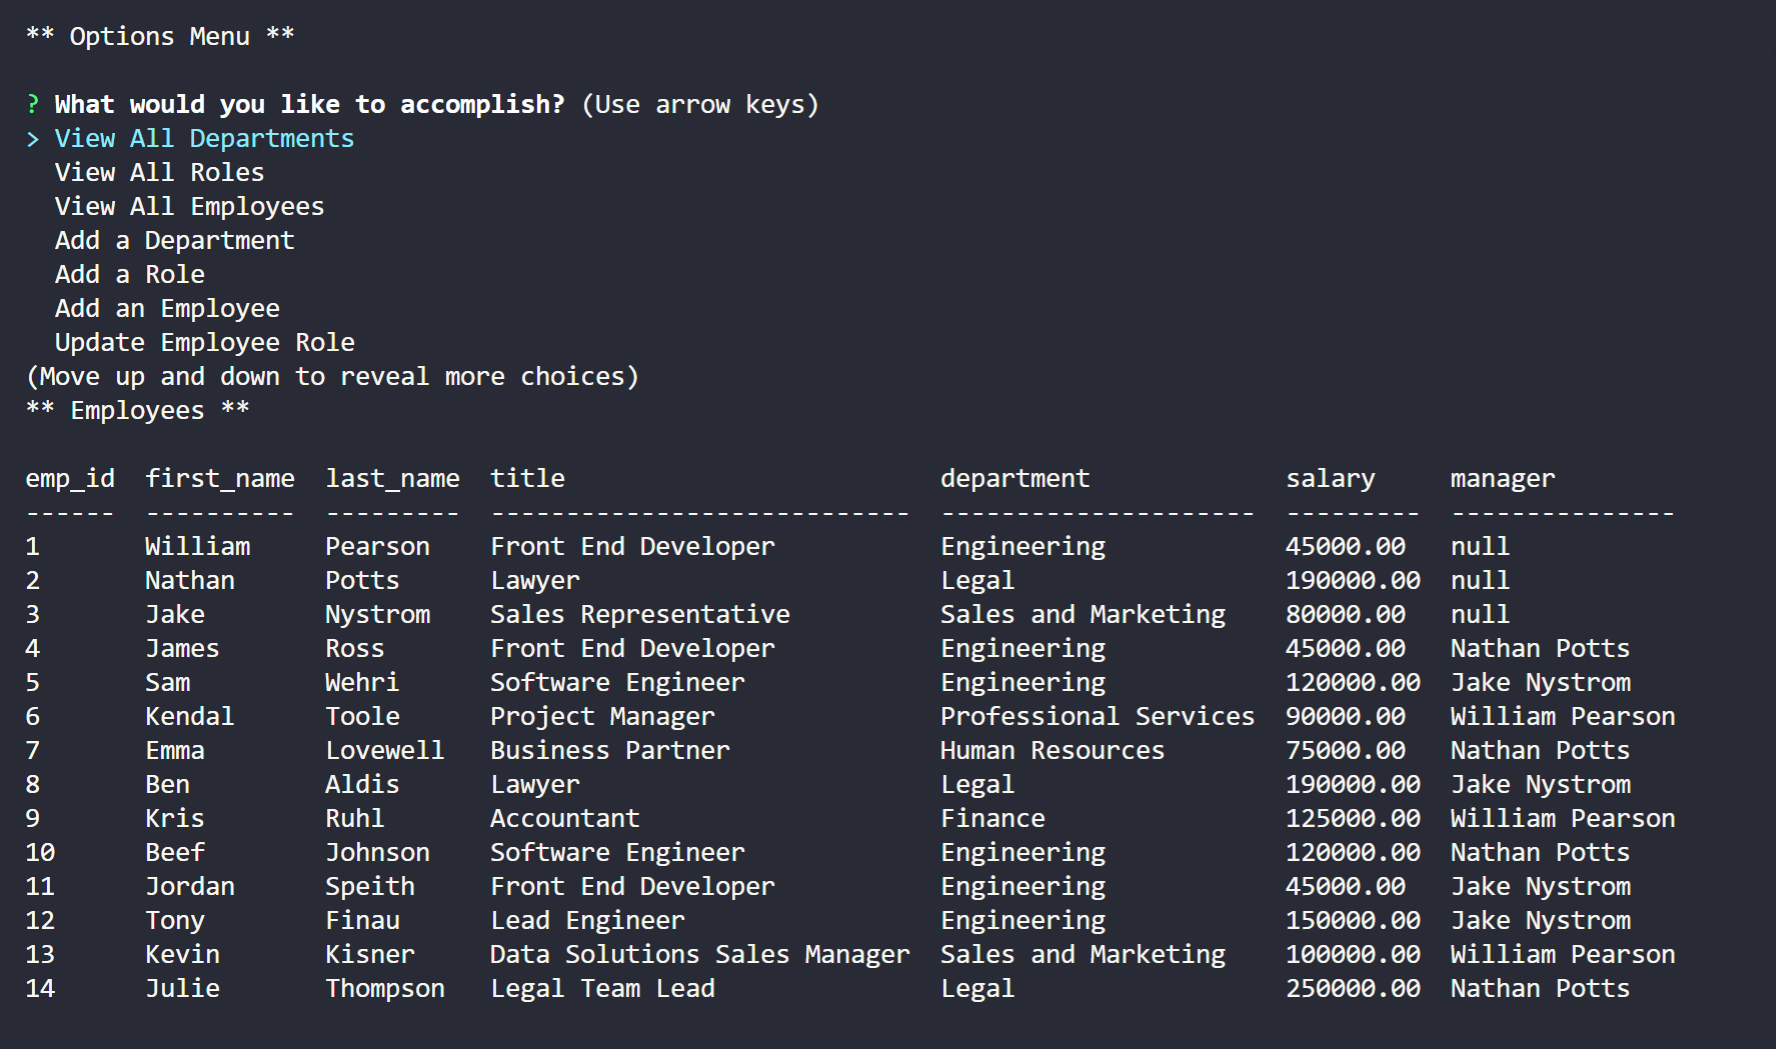 ** Options Menu **
? What would you like to accomplish? (Use arrow keys)
> View All Departments
  View All Roles
  View All Employees
  Add a Department
  Add a Role
  Add an Employee
  Update Employee Role
(Move up and down to reveal more choices)
** Employees **
emp_id  first_name  last_name  title                         department             salary     manager
------  ----------  ---------  ----------------------------  ---------------------  ---------  ---------------
1       William     Pearson    Front End Developer           Engineering            45000.00   null
2       Nathan      Potts      Lawyer                        Legal                  190000.00  null
3       Jake        Nystrom    Sales Representative          Sales and Marketing    80000.00   null
4       James       Ross       Front End Developer           Engineering            45000.00   Nathan Potts
5       Sam         Wehri      Software Engineer             Engineering            120000.00  Jake Nystrom
6       Kendal      Toole      Project Manager               Professional Services  90000.00   William Pearson
7       Emma        Lovewell   Business Partner              Human Resources        75000.00   Nathan Potts
8       Ben         Aldis      Lawyer                        Legal                  190000.00  Jake Nystrom
9       Kris        Ruhl       Accountant                    Finance                125000.00  William Pearson
10      Beef        Johnson    Software Engineer             Engineering            120000.00  Nathan Potts
11      Jordan      Speith     Front End Developer           Engineering            45000.00   Jake Nystrom
12      Tony        Finau      Lead Engineer                 Engineering            150000.00  Jake Nystrom
13      Kevin       Kisner     Data Solutions Sales Manager  Sales and Marketing    100000.00  William Pearson
14      Julie       Thompson   Legal Team Lead               Legal                  250000.00  Nathan Potts